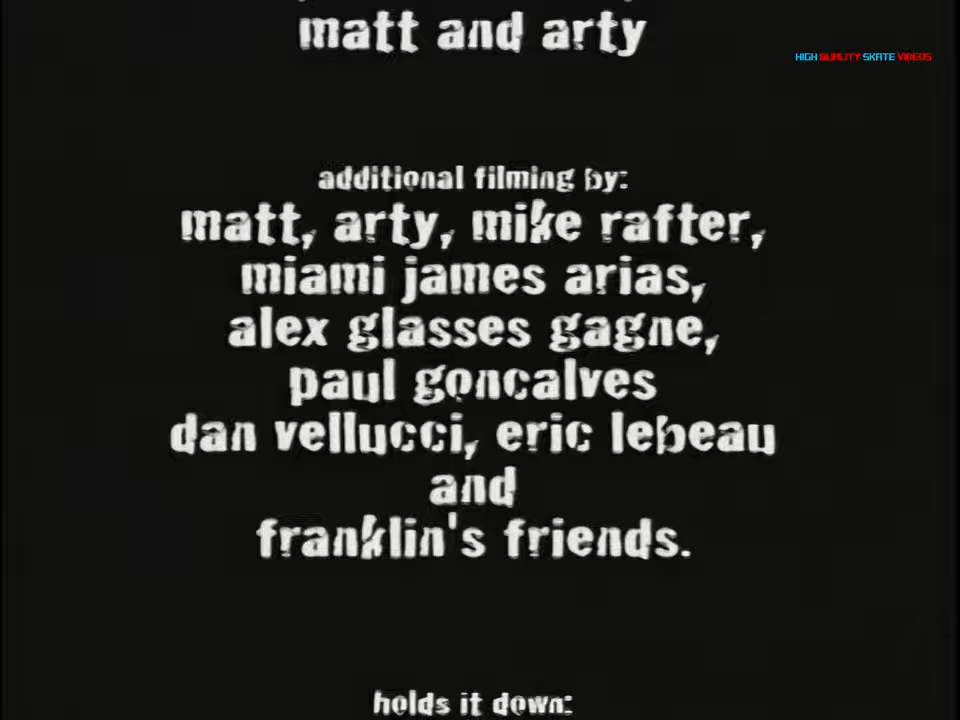 matt and arty
HIGH QUALITY SKATE VIDEOS
additional filming by:
matt, arty, mike rafter,
miami james arias,
alex glasses gagne,
paul goncalves
dan vellucci, eric lebeau
and
franklin's friends.
holds it down: